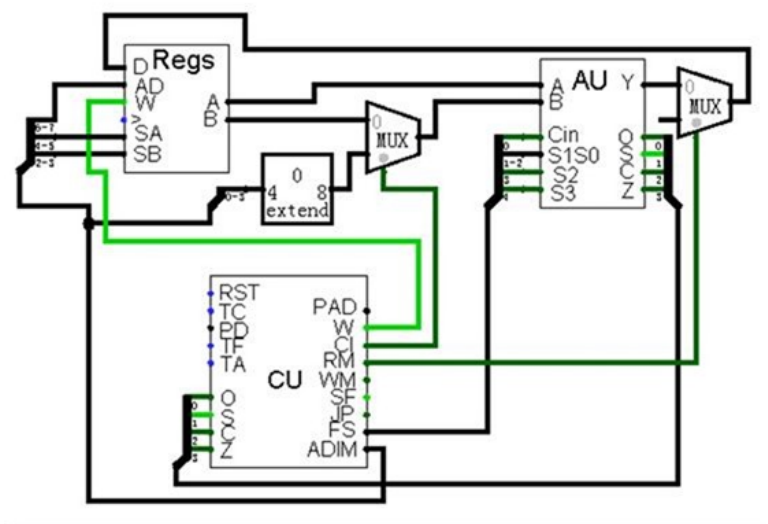 Regs
D
AD
W
>
SA
SB
A
B
6-7
4-5
2-3
0
MUX
0
4 8
extend
0-3
AU
A
B
Y
Cin
S1S0
S2
S3
O
S
C
Z
0
1-2
3
4
0
1
2
3
0
MUX
CU
RST
TC
PD
TF
TA
O
S
C
Z
0
1
2
3
PAD
W
CI
RM
WM
SF
JP
FS
ADIM